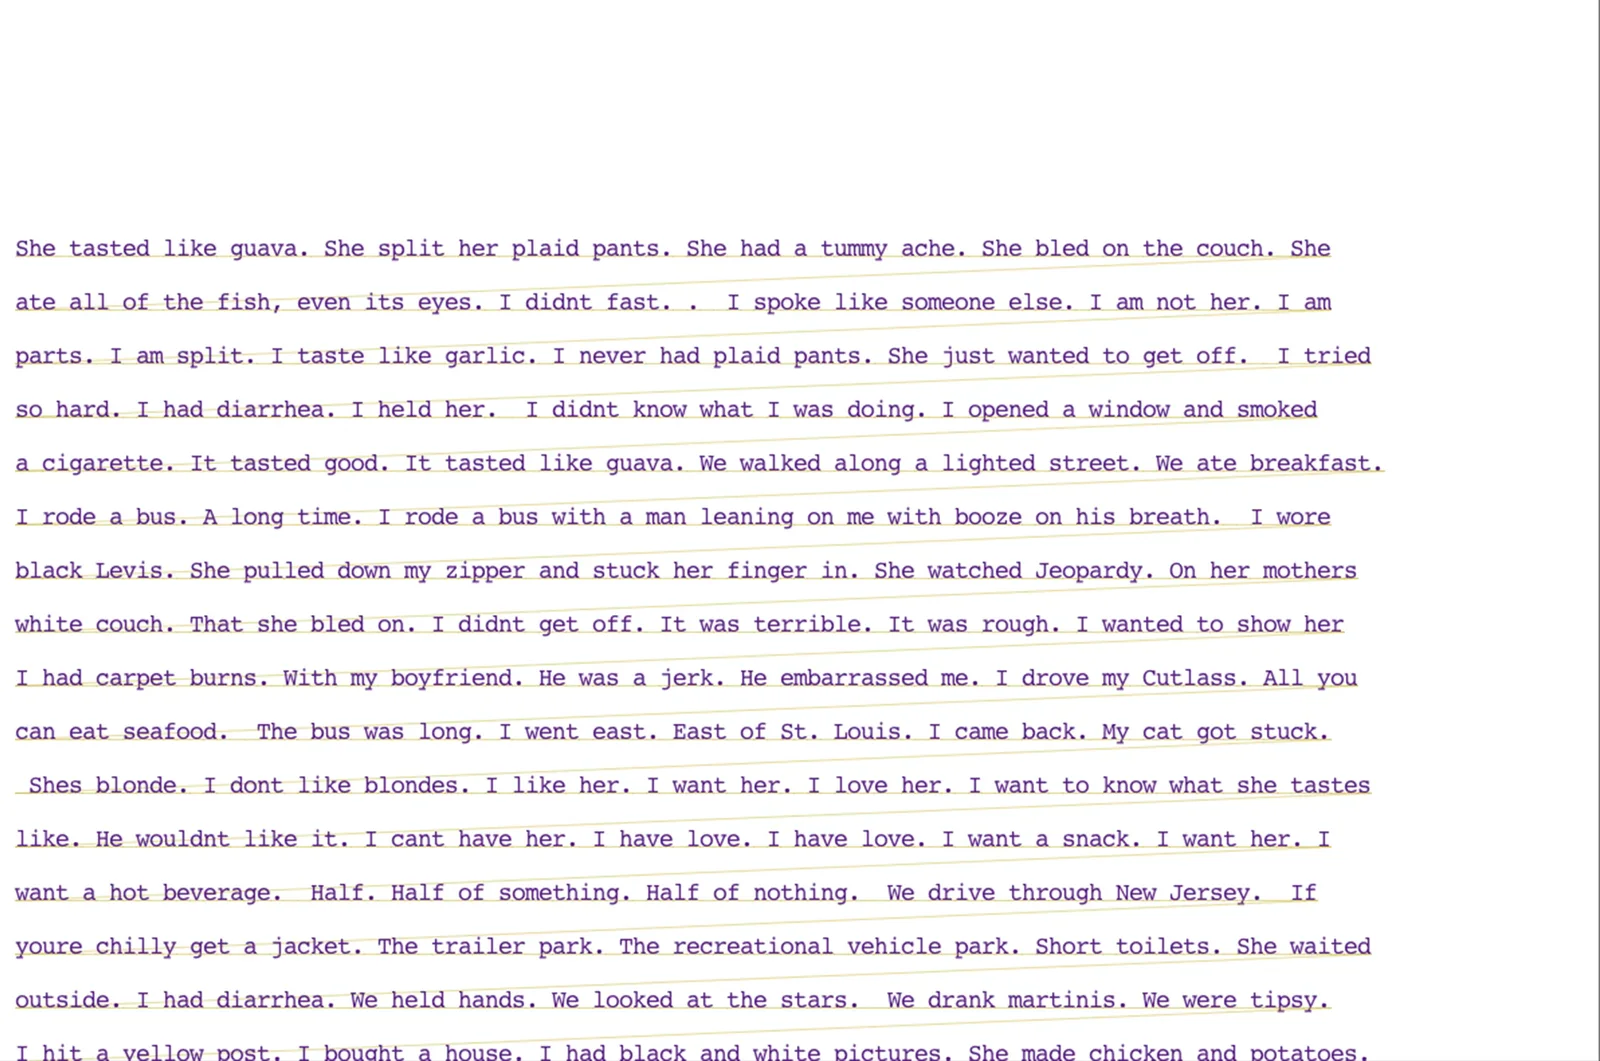 She tasted like guava. She split her plaid pants. She had a tummy ache. She bled on the couch. She
ate all of the fish, even its eyes. I didnt fast. .  I spoke like someone else. I am not her. I am
parts. I am split. I taste like garlic. I never had plaid pants. She just wanted to get off.  I tried
so hard. I had diarrhea. I held her.  I didnt know what I was doing. I opened a window and smoked
a cigarette. It tasted good. It tasted like guava. We walked along a lighted street. We ate breakfast.
I rode a bus. A long time. I rode a bus with a man leaning on me with booze on his breath.  I wore
black Levis. She pulled down my zipper and stuck her finger in. She watched Jeopardy. On her mothers
white couch. That she bled on. I didnt get off. It was terrible. It was rough. I wanted to show her
I had carpet burns. With my boyfriend. He was a jerk. He embarrassed me. I drove my Cutlass. All you
can eat seafood.  The bus was long. I went east. East of St. Louis. I came back. My cat got stuck.
Shes blonde. I dont like blondes. I like her. I want her. I love her. I want to know what she tastes
like. He wouldnt like it. I cant have her. I have love. I have love. I want a snack. I want her. I
want a hot beverage.  Half. Half of something. Half of nothing.  We drive through New Jersey.  If
youre chilly get a jacket. The trailer park. The recreational vehicle park. Short toilets. She waited
outside. I had diarrhea. We held hands. We looked at the stars.  We drank martinis. We were tipsy.
I hit a yellow post. I bought a house. I had black and white pictures. She made chicken and potatoes.